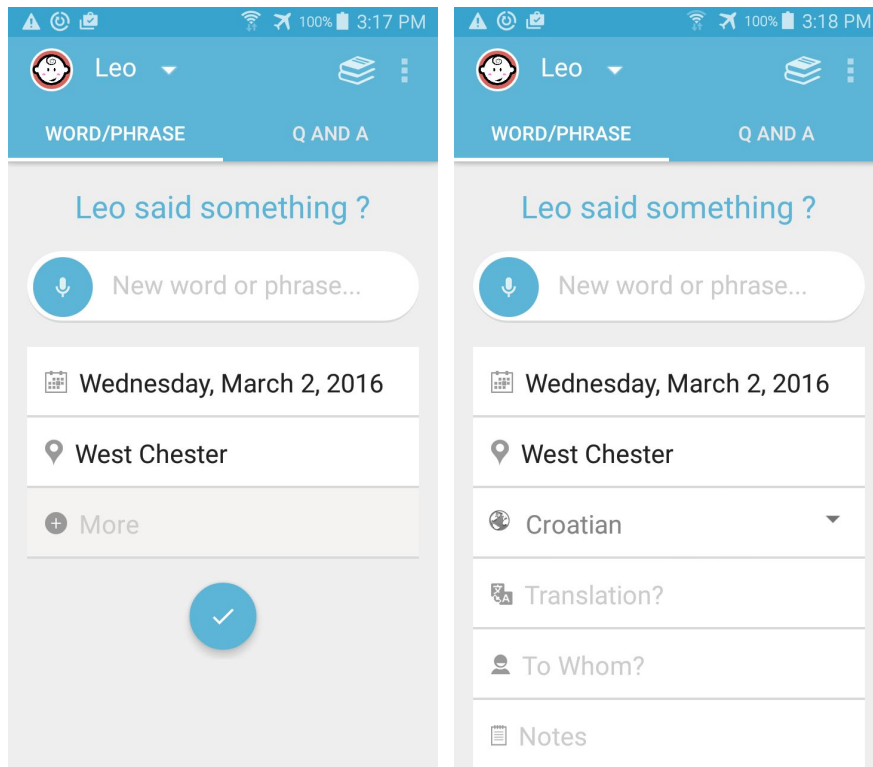 100% 3:17 PM
Leo
WORD/PHRASE Q AND A
Leo said something ?
New word or phrase...
Wednesday, March 2, 2016
West Chester
More
100% 3:18 PM
Leo
WORD/PHRASE Q AND A
Leo said something ?
New word or phrase...
Wednesday, March 2, 2016
West Chester
Croatian
Translation?
To Whom?
Notes